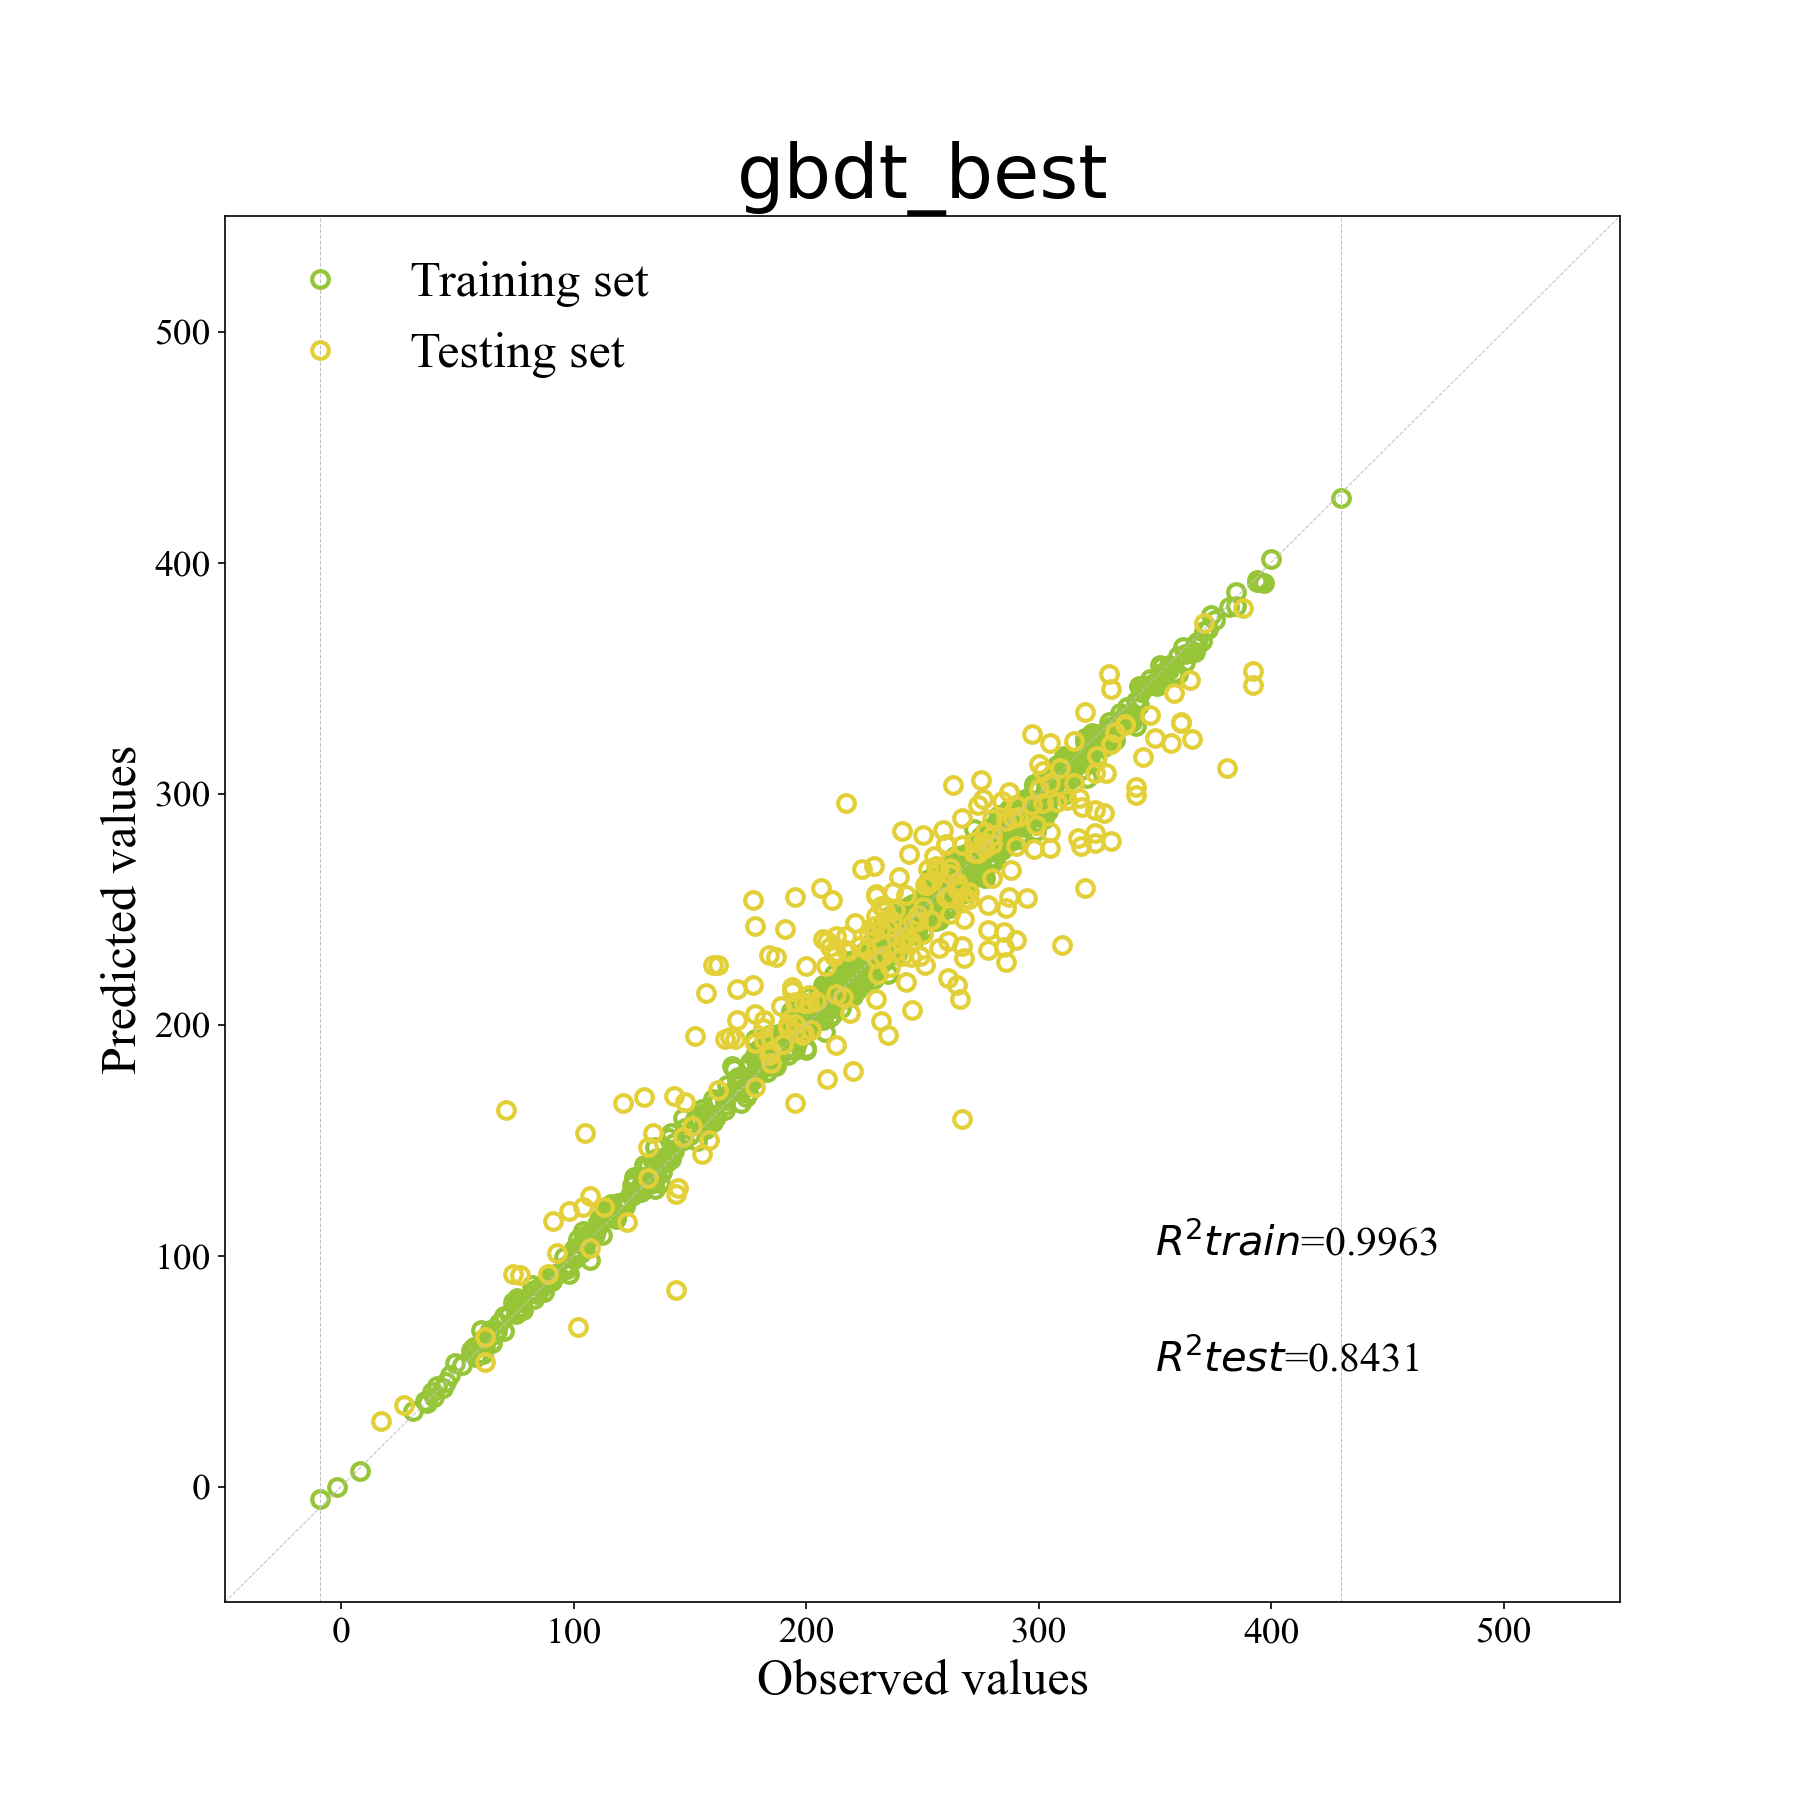 gbdt_best
Training set
Testing set
500
400
300
200
100
0
Predicted values
R²train=0.9963
R²test=0.8431
0 100 200 300 400 500
Observed values